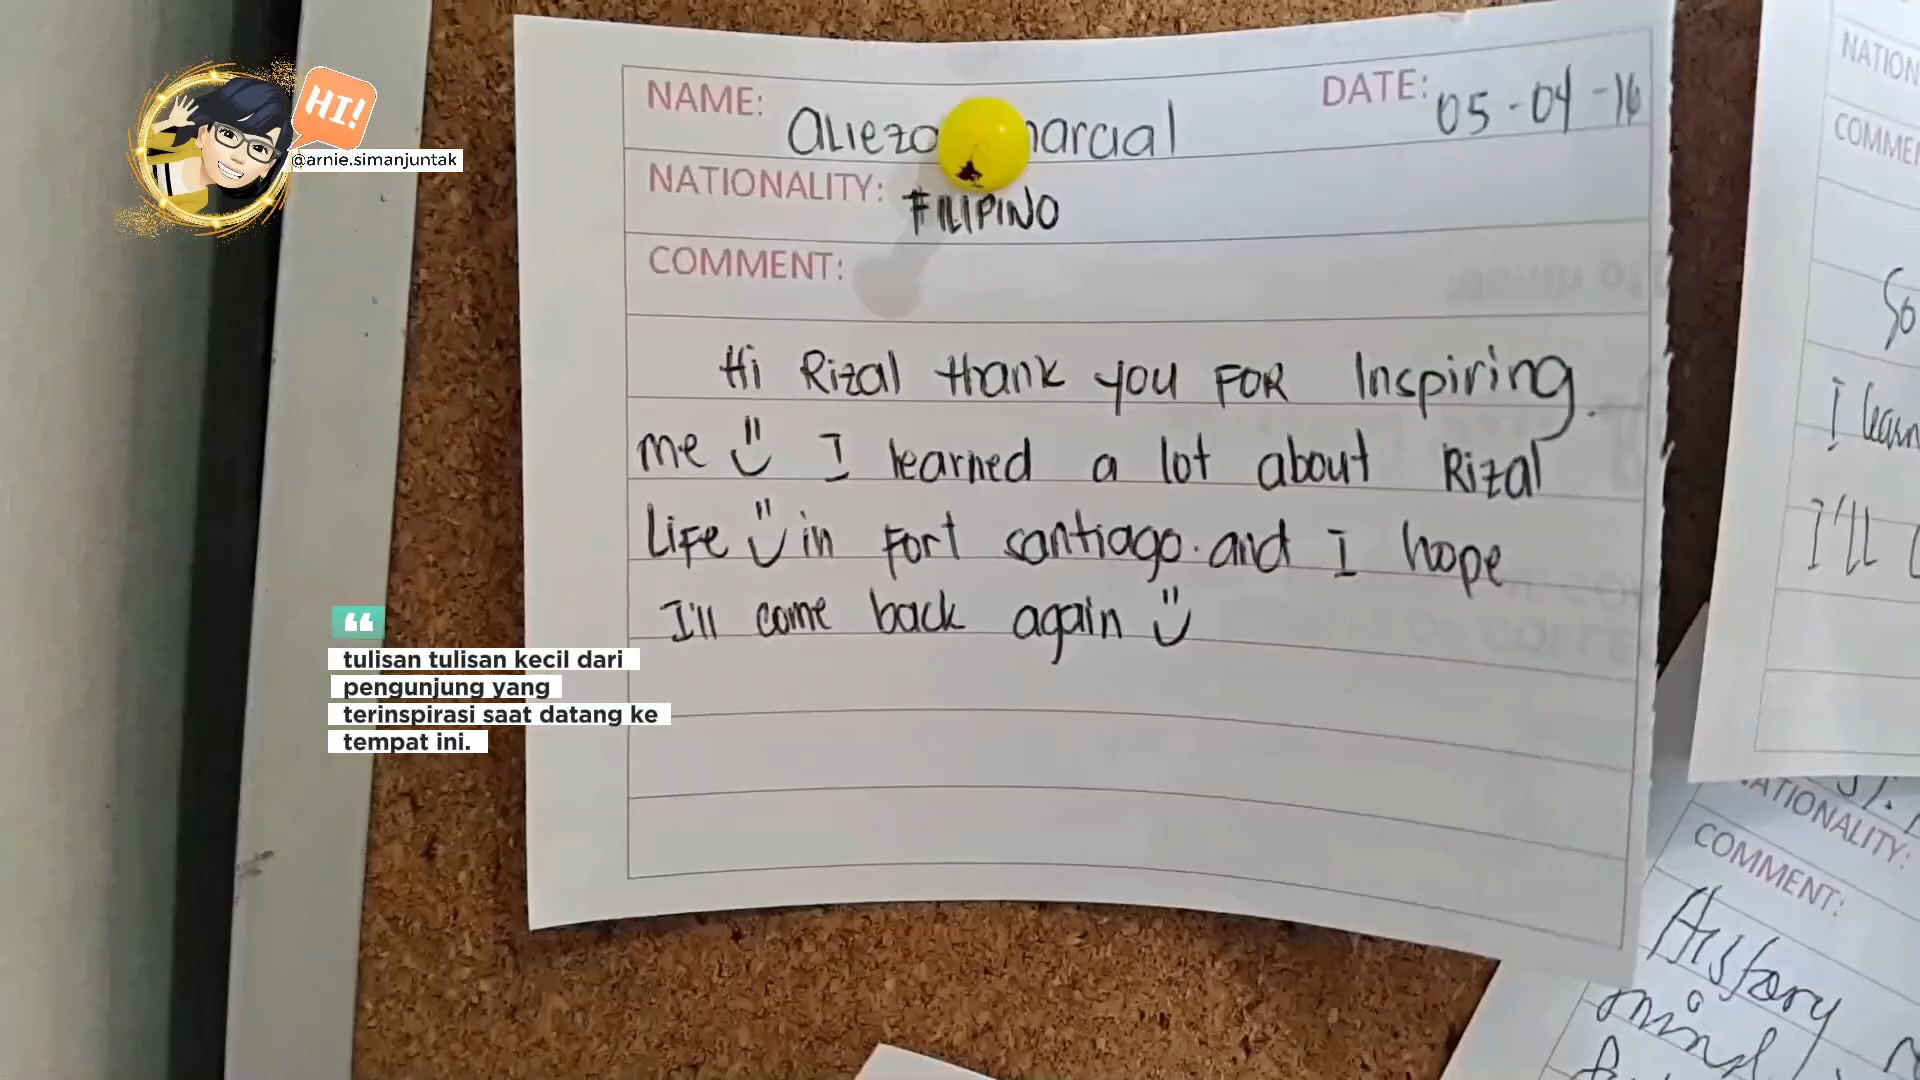 HI!
@arnie.simanjuntak
NAME: DATE: 05-04-16
NATIONALITY: FILIPINO
COMMENT:
Hi Rizal thank you FOR Inspiring
me I learned a lot about Rizal
Life in Fort santiago. and I hope
I'll come back again
“
tulisan tulisan kecil dari
pengunjung yang
terinspirasi saat datang ke
tempat ini.
So
I
I'll
COMMENT:
History